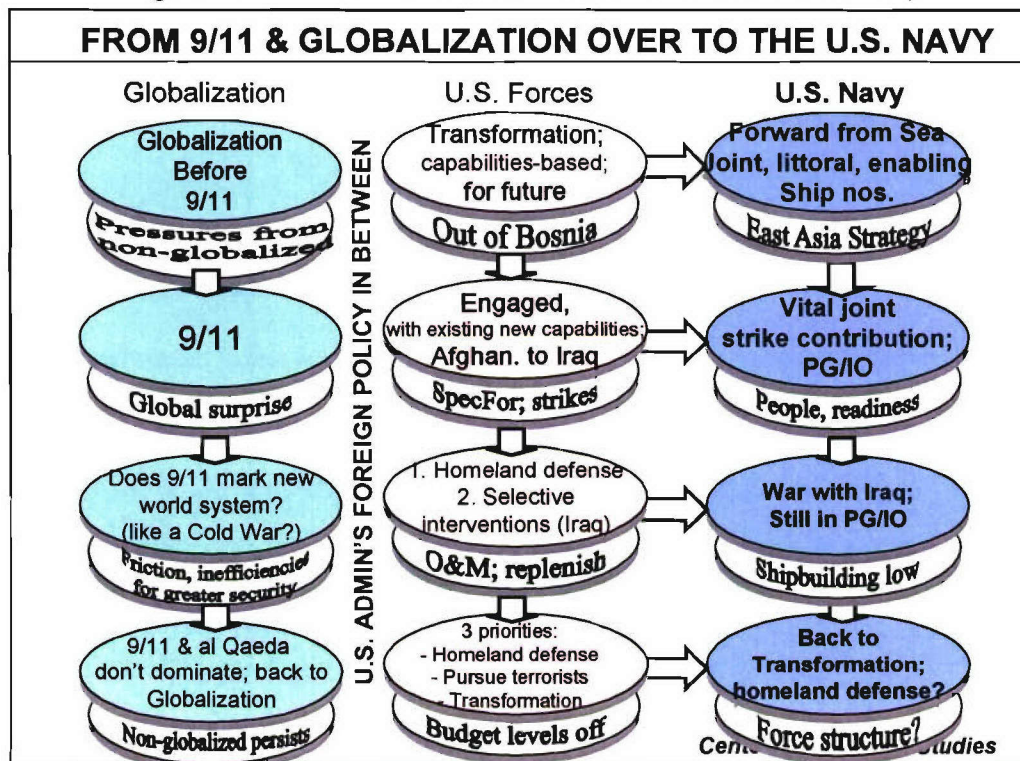 FROM 9/11 & GLOBALIZATION OVER TO THE U.S. NAVY
Globalization
Globalization
Before
9/11
Pressures from
non-globalized
9/11
Global surprise
Does 9/11 mark new
world system?
(like a Cold War?)
Friction, inefficiencies
for greater security
9/11 & al Qaeda
don't dominate; back to
Globalization
Non-globalized persists
U.S. ADMIN'S FOREIGN POLICY IN BETWEEN
U.S. Forces
Transformation;
capabilities-based;
for future
Out of Bosnia
Engaged,
with existing new capabilities;
Afghan. to Iraq
SpecFor; strikes
1. Homeland defense
2. Selective
interventions (Iraq)
O&M; replenish
3 priorities:
- Homeland defense
- Pursue terrorists
- Transformation
Budget levels off
U.S. Navy
Forward from Sea
Joint, littoral, enabling
Ship nos.
East Asia Strategy
Vital joint
strike contribution;
PG/IO
People, readiness
War with Iraq;
Still in PG/IO
Shipbuilding low
Back to
Transformation;
homeland defense?
Force structure?